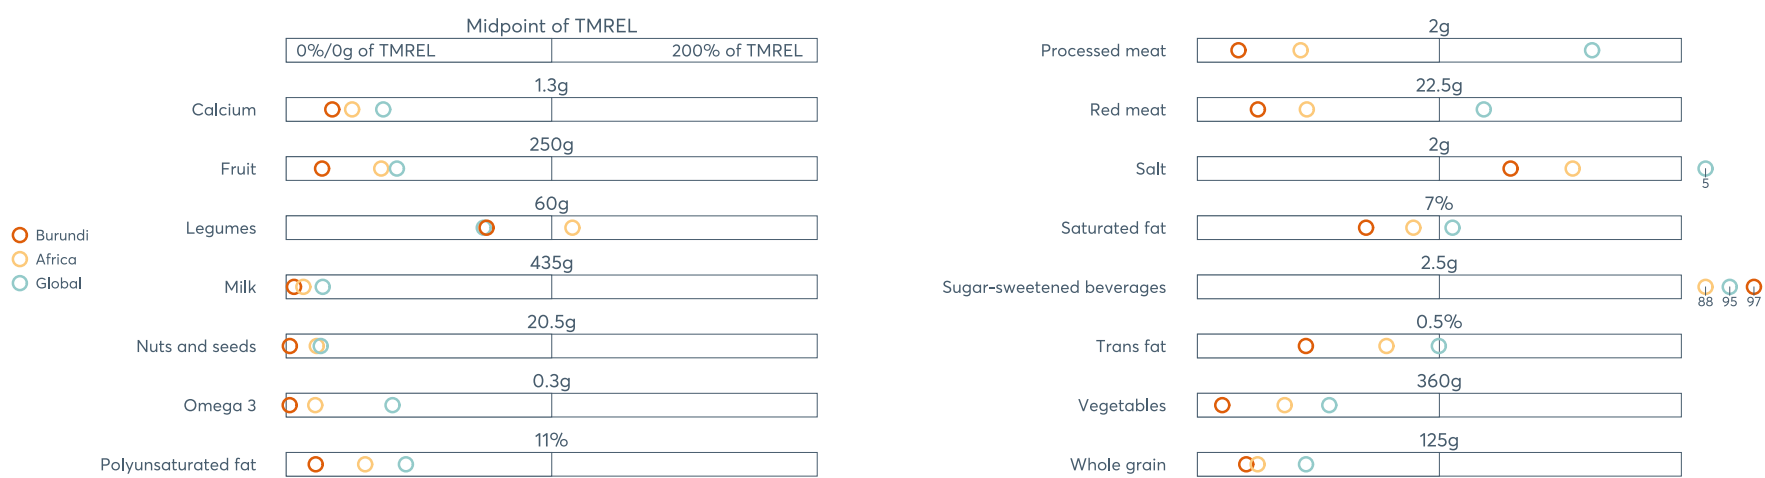 Midpoint of TMREL
0%/0g of TMREL 200% of TMREL
1.3g
Calcium
250g
Fruit
60g
Legumes
435g
Milk
20.5g
Nuts and seeds
0.3g
Omega 3
11%
Polyunsaturated fat
Burundi
Africa
Global
2g
Processed meat
22.5g
Red meat
2g
Salt
5
7%
Saturated fat
2.5g
Sugar-sweetened beverages
88 95 97
0.5%
Trans fat
360g
Vegetables
125g
Whole grain